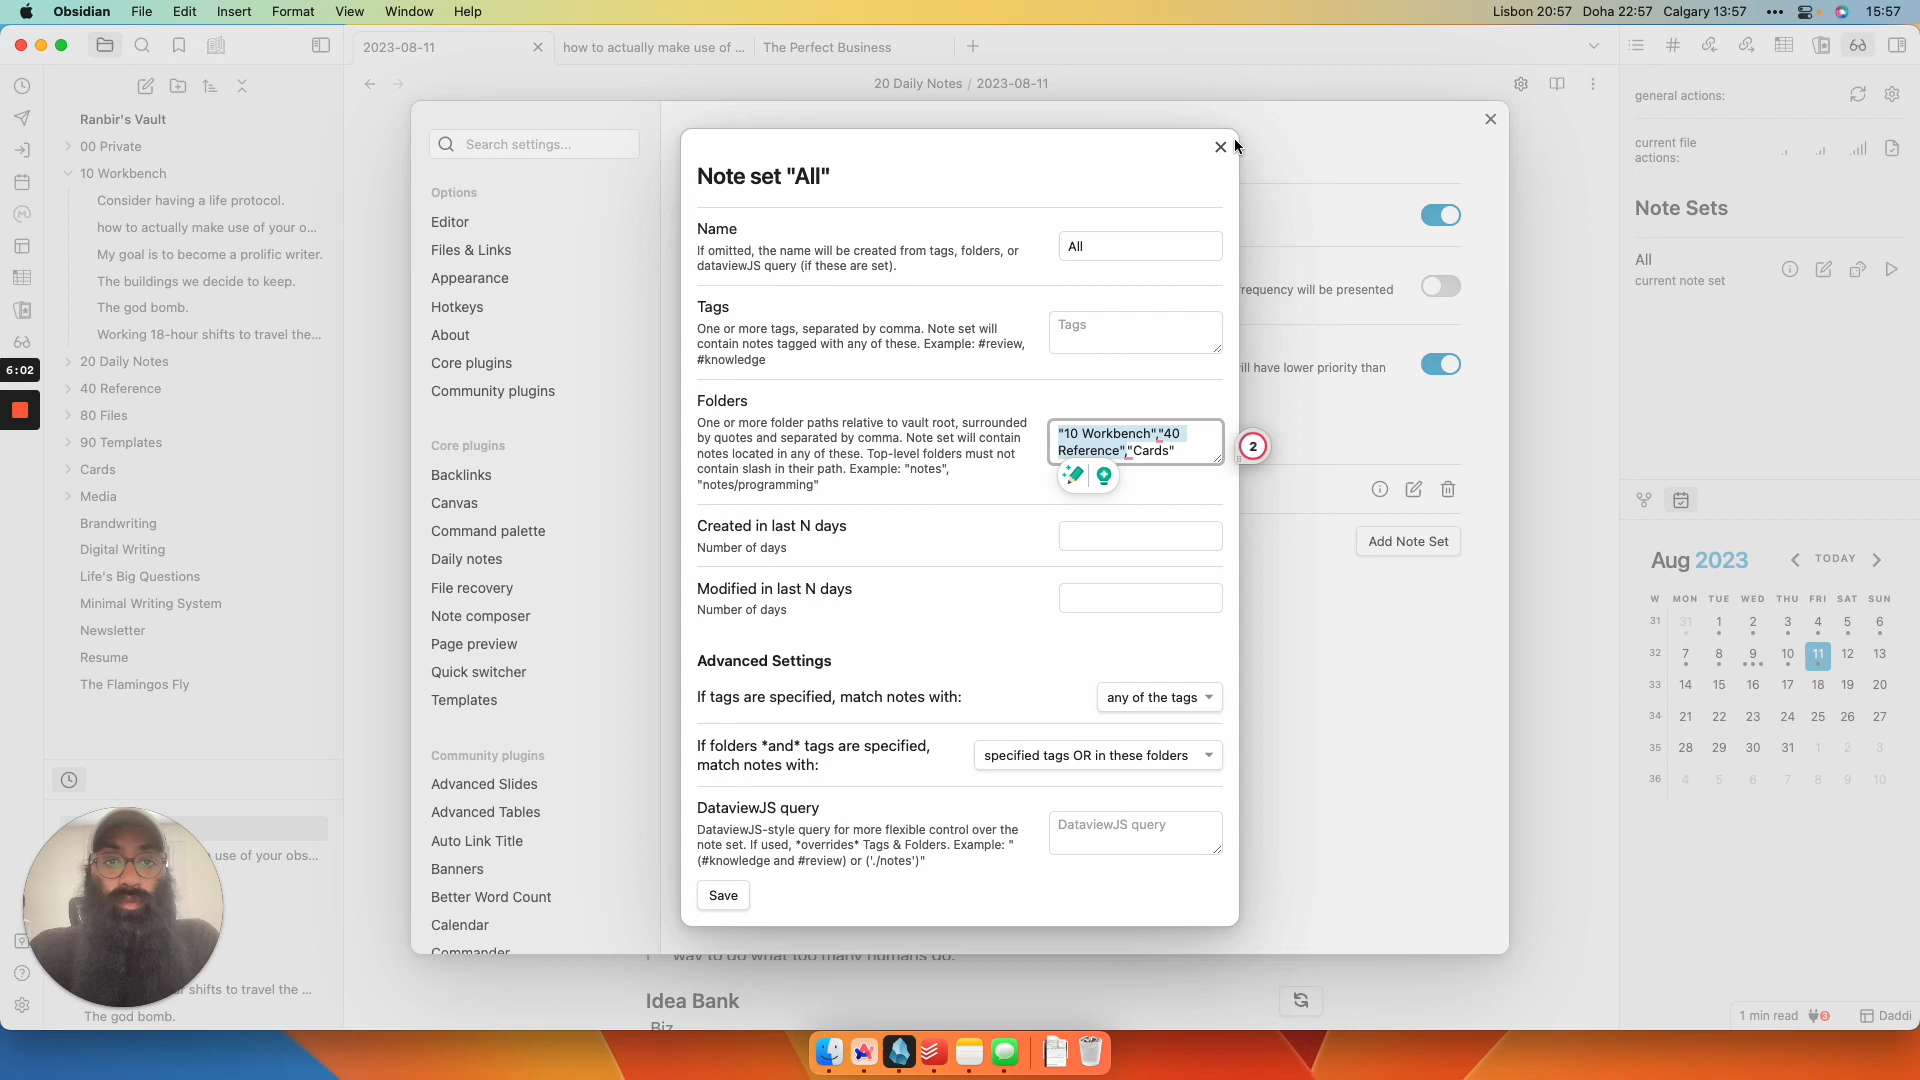 Obsidian File Edit Insert Format View Window Help
Lisbon 20:57 Doha 22:57 Calgary 13:57 ••• 15:57
2023-08-11
how to actually make use of ...
The Perfect Business
20 Daily Notes / 2023-08-11
Ranbir's Vault
00 Private
10 Workbench
Consider having a life protocol.
how to actually make use of your o...
My goal is to become a prolific writer.
The buildings we decide to keep.
The god bomb.
Working 18-hour shifts to travel the...
20 Daily Notes
40 Reference
80 Files
90 Templates
Cards
Media
Brandwriting
Digital Writing
Life's Big Questions
Minimal Writing System
Newsletter
Resume
The Flamingos Fly
6:02
use of your obs...
shifts to travel the ...
The god bomb.
Search settings...
Options
Editor
Files & Links
Appearance
Hotkeys
About
Core plugins
Community plugins
Core plugins
Backlinks
Canvas
Command palette
Daily notes
File recovery
Note composer
Page preview
Quick switcher
Templates
Community plugins
Advanced Slides
Advanced Tables
Auto Link Title
Banners
Better Word Count
Calendar
Commander
Note set "All"
Name
If omitted, the name will be created from tags, folders, or
dataviewJS query (if these are set).
All
Tags
One or more tags, separated by comma. Note set will
contain notes tagged with any of these. Example: #review,
#knowledge
Tags
Folders
One or more folder paths relative to vault root, surrounded
by quotes and separated by comma. Note set will contain
notes located in any of these. Top-level folders must not
contain slash in their path. Example: "notes",
"notes/programming"
"10 Workbench","40
Reference","Cards"
2
Created in last N days
Number of days
Modified in last N days
Number of days
Advanced Settings
If tags are specified, match notes with:
any of the tags
If folders *and* tags are specified,
match notes with:
specified tags OR in these folders
DataviewJS query
DataviewJS-style query for more flexible control over the
note set. If used, *overrides* Tags & Folders. Example: "
(#knowledge and #review) or ('./notes')"
DataviewJS query
Save
requency will be presented
ill have lower priority than
Add Note Set
way to do what too many humans do.
Idea Bank
Biz
general actions:
current file
actions:
Note Sets
All
current note set
Aug 2023
TODAY
W MON TUE WED THU FRI SAT SUN
31 31 1 2 3 4 5 6
32 7 8 9 10 11 12 13
33 14 15 16 17 18 19 20
34 21 22 23 24 25 26 27
35 28 29 30 31 1 2 3
36 4 5 6 7 8 9 10
1 min read
3
Daddi